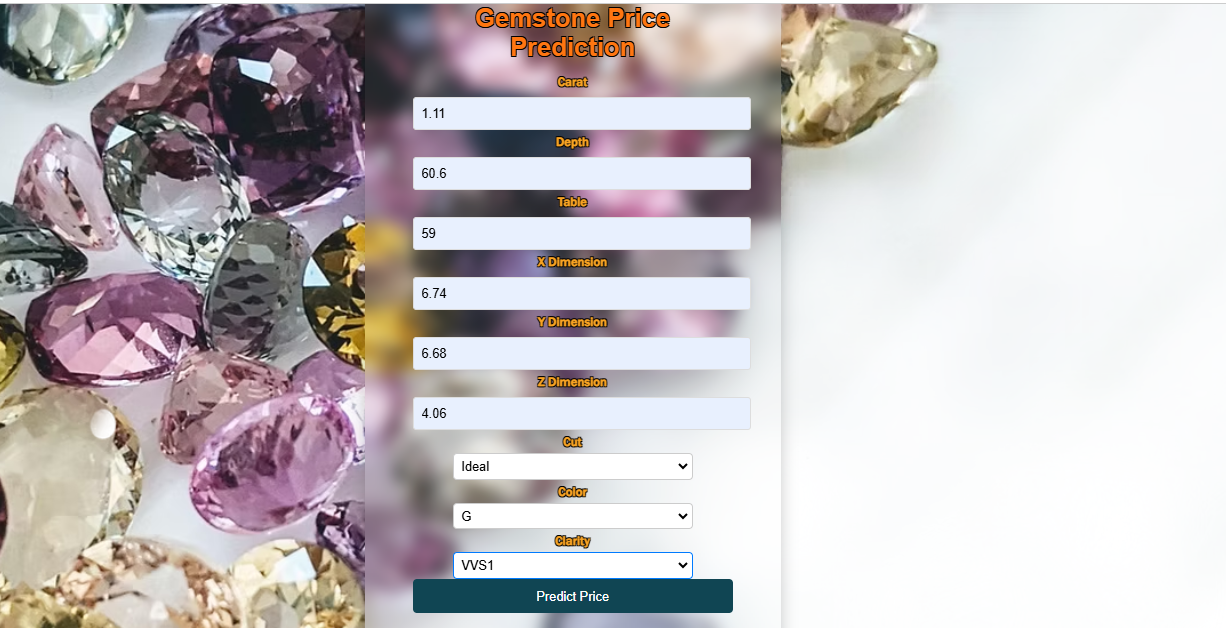 Gemstone Price
Prediction
Carat
1.11
Depth
60.6
Table
59
X Dimension
6.74
Y Dimension
6.68
Z Dimension
4.06
Cut
Ideal
Color
G
Clarity
VVS1
Predict Price